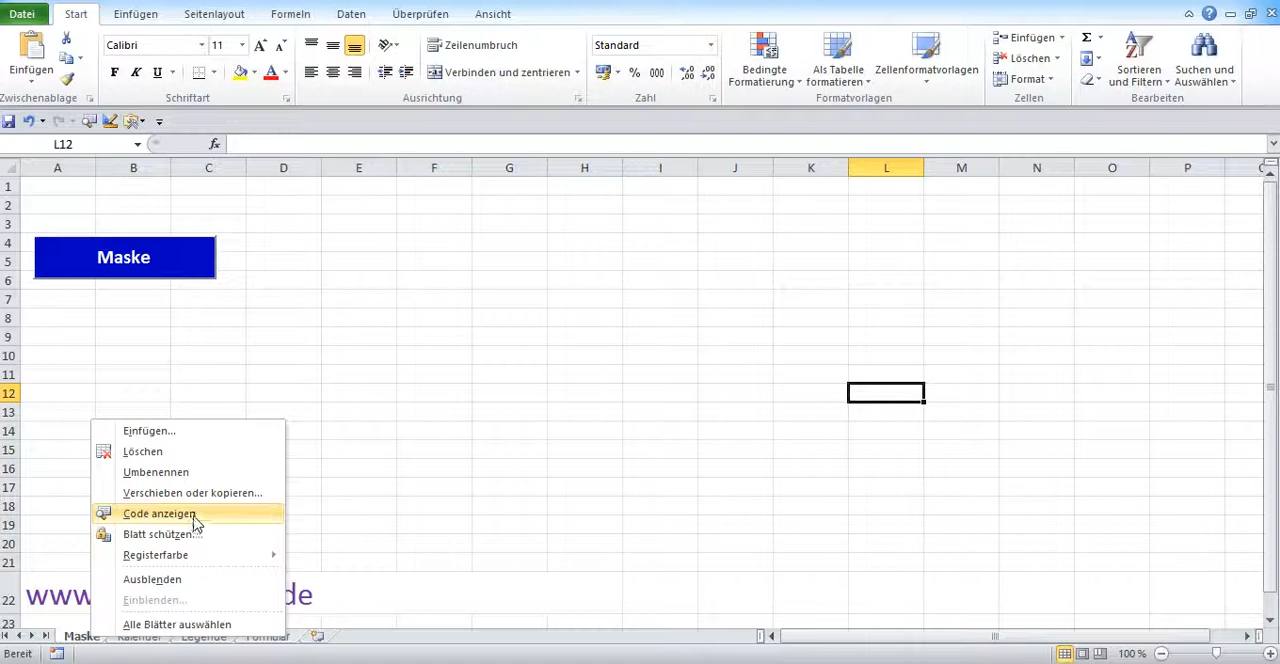 Datei Start Einfügen Seitenlayout Formeln Daten Überprüfen Ansicht
Calibri 11 Zeilenumbruch Standard Einfügen Σ
Einfügen Löschen
F K U Verbinden und zentrieren % 000 Bedingte Formatierung Als Tabelle formatieren Zellenformatvorlagen Format Sortieren und Filtern Suchen und Auswählen
Zwischenablage Schriftart Ausrichtung Zahl Formatvorlagen Zellen Bearbeiten
L12 fx
A B C D E F G H I J K L M N O P
1
2
3
4
Maske
5
6
7
8
9
10
11
12
13
14 Einfügen...
15 Löschen
16 Umbenennen
17 Verschieben oder kopieren...
18 Code anzeigen
19 Blatt schützen...
20
21 Registerfarbe
Ausblenden
22 www de
Einblenden...
23 Alle Blätter auswählen
Maske Kalender Legende Formular
Bereit 100 %